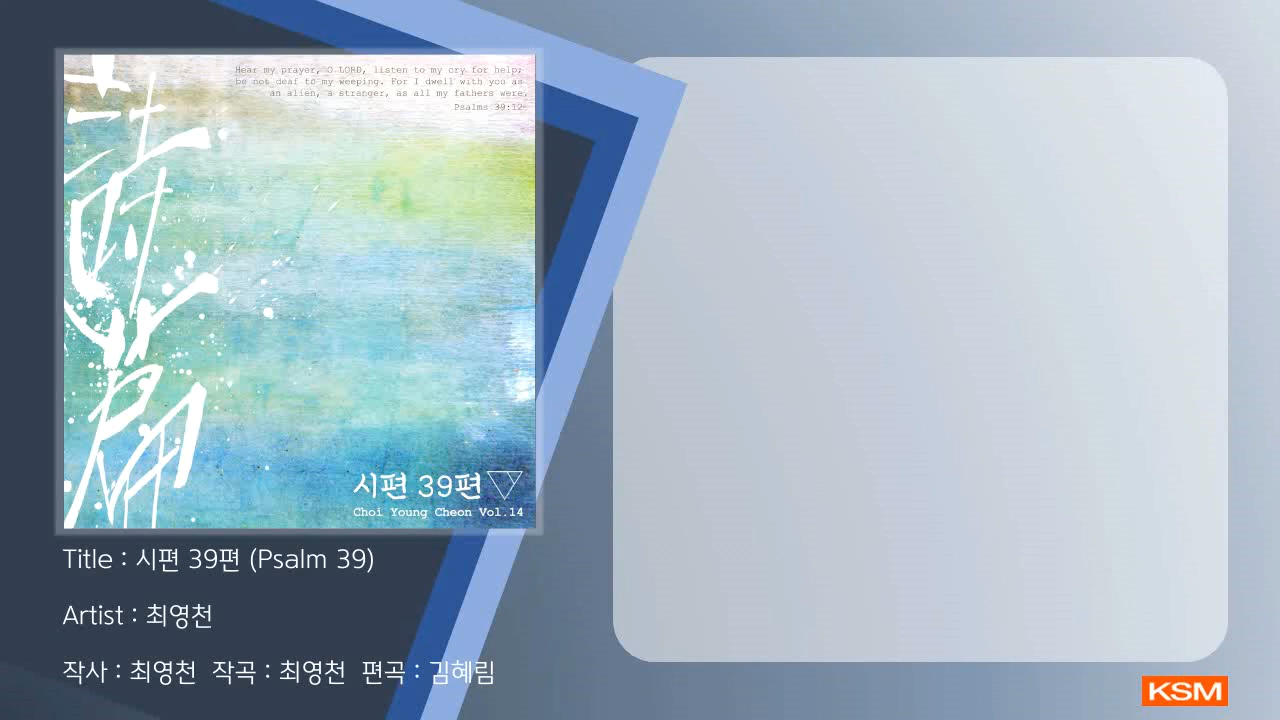 Hear my prayer, O LORD, listen to my cry for help;
be not deaf to my weeping. For I dwell with you as
an alien, a stranger, as all my fathers were.
Psalms 39:12
詩篇
시편 39편
Choi Young Cheon Vol.14
Title : 시편 39편 (Psalm 39)
Artist : 최영천
작사 : 최영천 작곡 : 최영천 편곡 : 김혜림
KSM